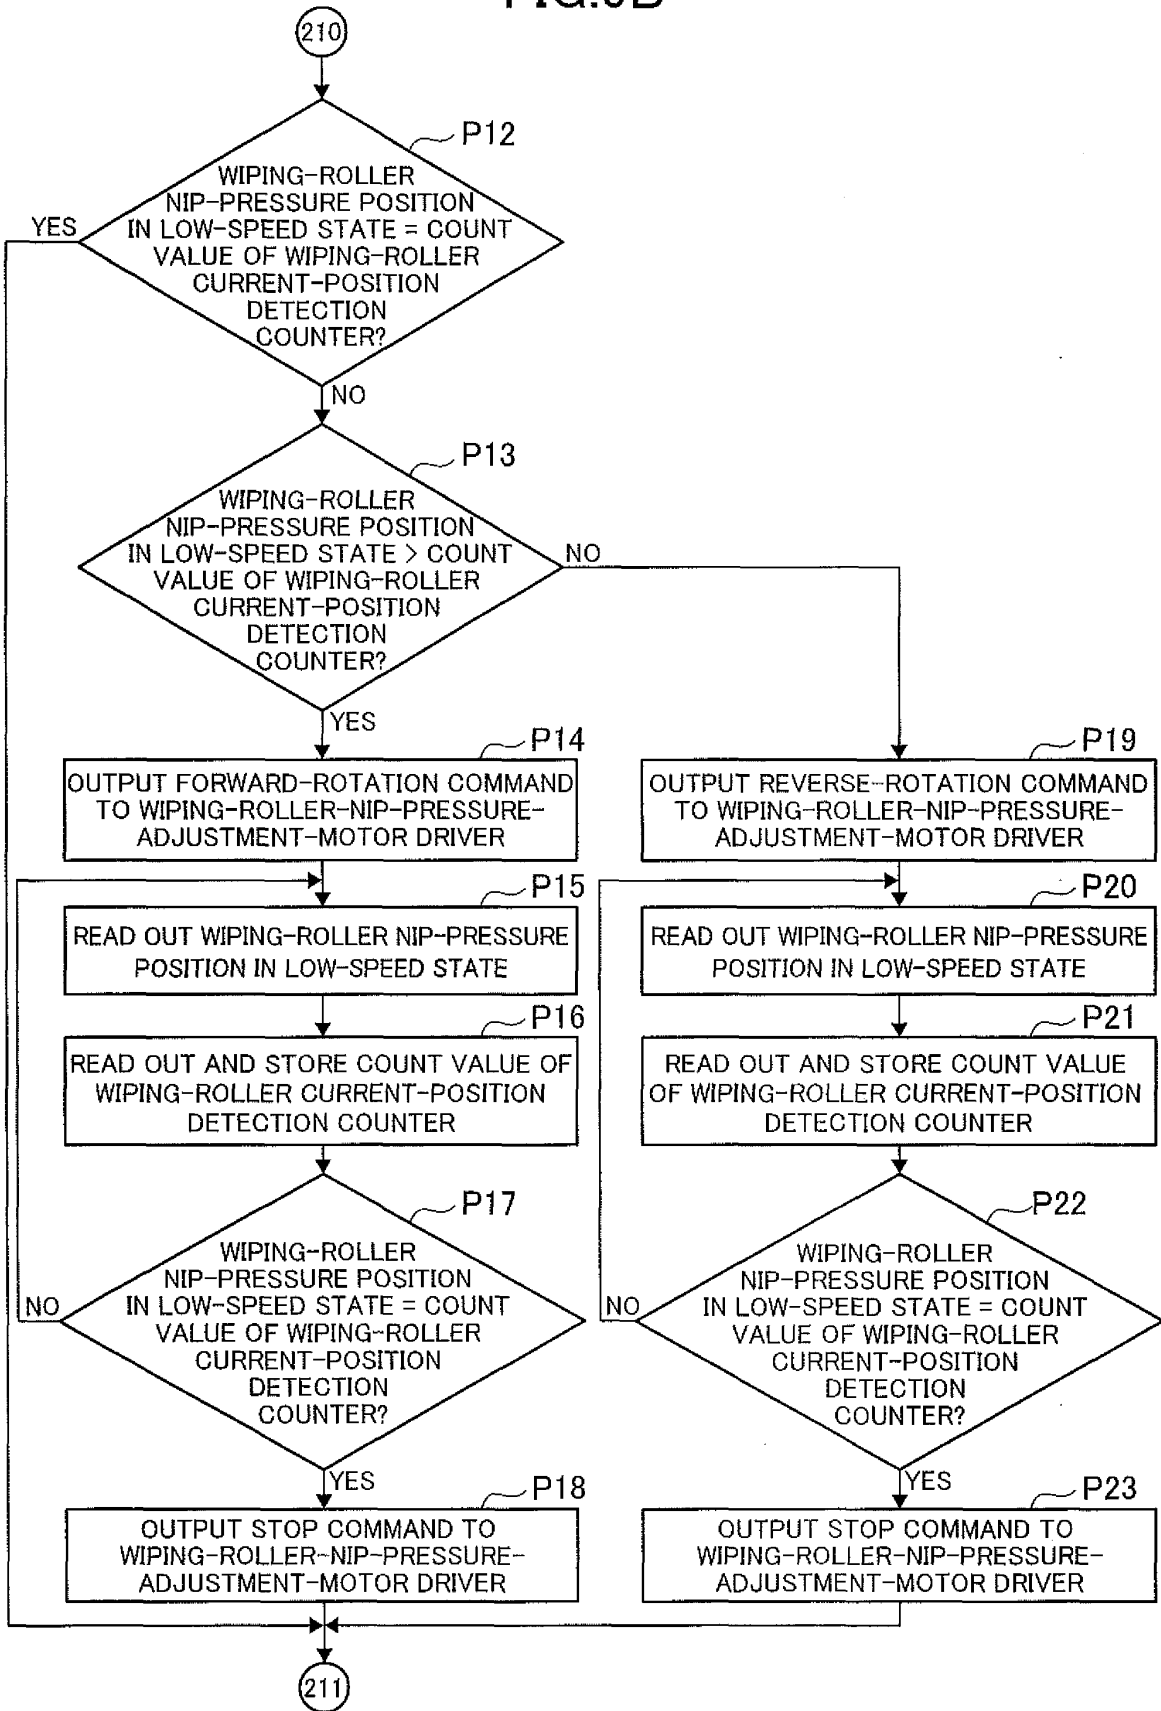 210
P12
WIPING-ROLLER
NIP-PRESSURE POSITION
IN LOW-SPEED STATE = COUNT
VALUE OF WIPING-ROLLER
CURRENT-POSITION
DETECTION
COUNTER?
YES
NO
P13
WIPING-ROLLER
NIP-PRESSURE POSITION
IN LOW-SPEED STATE > COUNT
VALUE OF WIPING-ROLLER
CURRENT-POSITION
DETECTION
COUNTER?
NO
YES
P14
OUTPUT FORWARD-ROTATION COMMAND
TO WIPING-ROLLER-NIP-PRESSURE-
ADJUSTMENT-MOTOR DRIVER
P15
READ OUT WIPING-ROLLER NIP-PRESSURE
POSITION IN LOW-SPEED STATE
P16
READ OUT AND STORE COUNT VALUE OF
WIPING-ROLLER CURRENT-POSITION
DETECTION COUNTER
P17
WIPING-ROLLER
NIP-PRESSURE POSITION
IN LOW-SPEED STATE = COUNT
VALUE OF WIPING-ROLLER
CURRENT-POSITION
DETECTION
COUNTER?
NO
YES
P18
OUTPUT STOP COMMAND TO
WIPING-ROLLER-NIP-PRESSURE-
ADJUSTMENT-MOTOR DRIVER
P19
OUTPUT REVERSE-ROTATION COMMAND
TO WIPING-ROLLER-NIP-PRESSURE-
ADJUSTMENT-MOTOR DRIVER
P20
READ OUT WIPING-ROLLER NIP-PRESSURE
POSITION IN LOW-SPEED STATE
P21
READ OUT AND STORE COUNT VALUE
OF WIPING-ROLLER CURRENT-POSITION
DETECTION COUNTER
P22
WIPING-ROLLER
NIP-PRESSURE POSITION
IN LOW-SPEED STATE = COUNT
VALUE OF WIPING-ROLLER
CURRENT-POSITION
DETECTION
COUNTER?
NO
YES
P23
OUTPUT STOP COMMAND TO
WIPING-ROLLER-NIP-PRESSURE-
ADJUSTMENT-MOTOR DRIVER
211